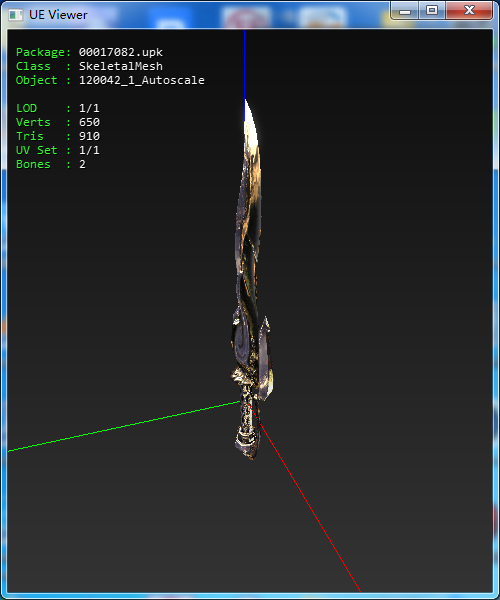 UE Viewer
Package: 00017082.upk
Class : SkeletalMesh
Object : 120042_1_Autoscale
LOD : 1/1
Verts : 650
Tris : 910
UV Set : 1/1
Bones : 2